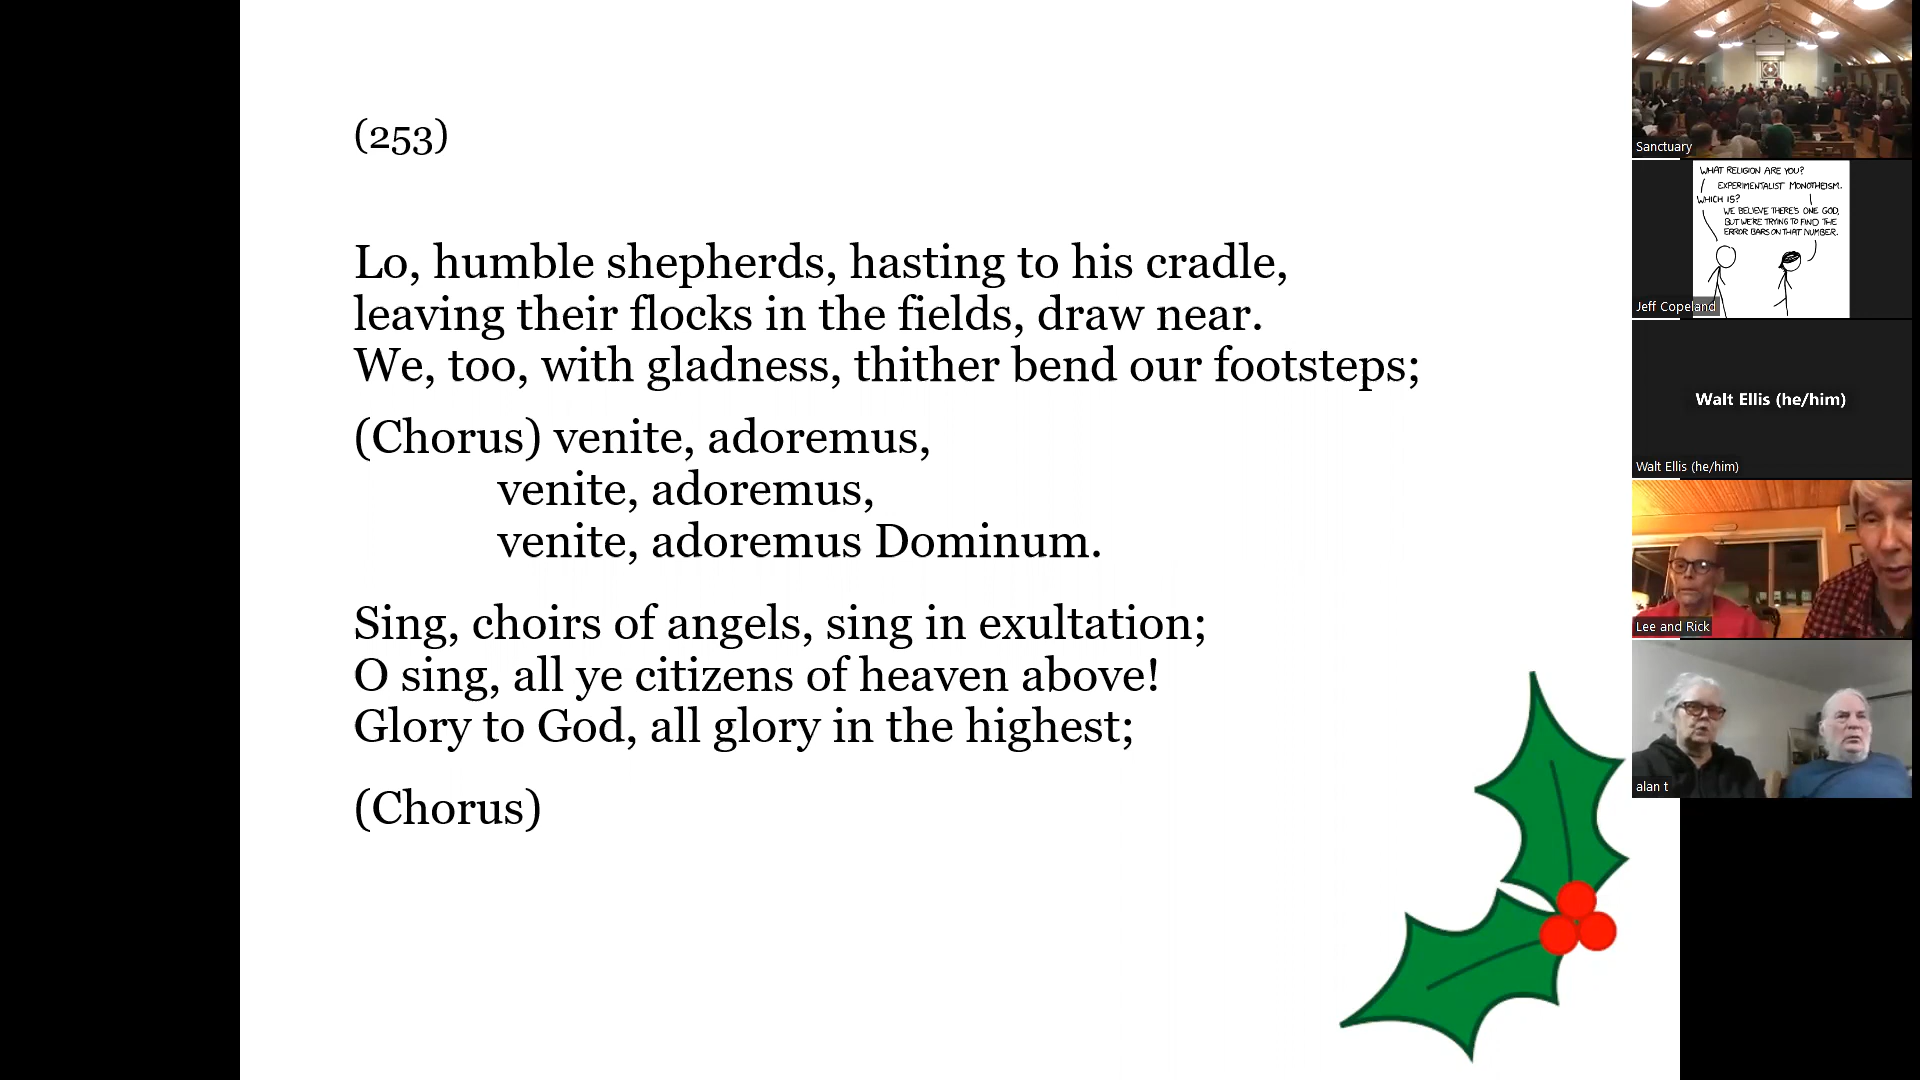 (253)
Lo, humble shepherds, hasting to his cradle,
leaving their flocks in the fields, draw near.
We, too, with gladness, thither bend our footsteps;
(Chorus) venite, adoremus,
venite, adoremus,
venite, adoremus Dominum.
Sing, choirs of angels, sing in exultation;
O sing, all ye citizens of heaven above!
Glory to God, all glory in the highest;
(Chorus)
Sanctuary
WHAT RELIGION ARE YOU?
EXPERIMENTALIST MONOTHEISM.
WHICH IS?
WE BELIEVE THERE'S ONE GOD,
BUT WE'RE TRYING TO FIND THE
ERROR BARS ON THAT NUMBER.
Jeff Copeland
Walt Ellis (he/him)
Walt Ellis (he/him)
Lee and Rick
alan t